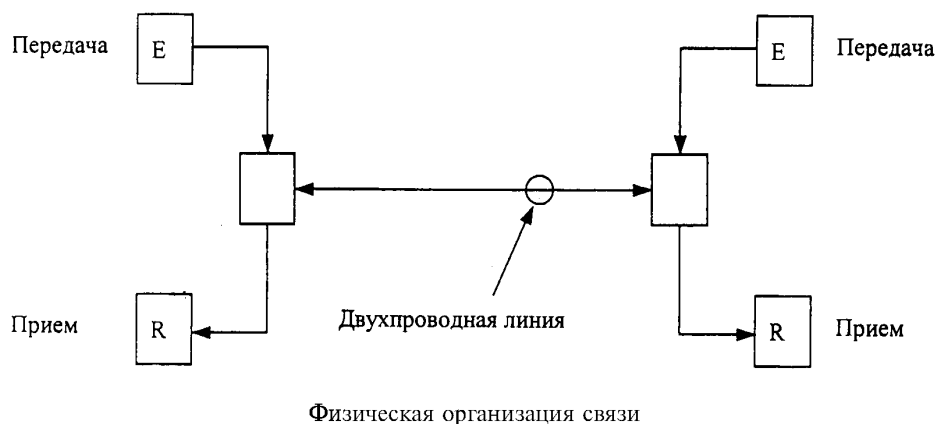 Передача E E Передача
Двухпроводная линия
Прием R R Прием
Физическая организация связи